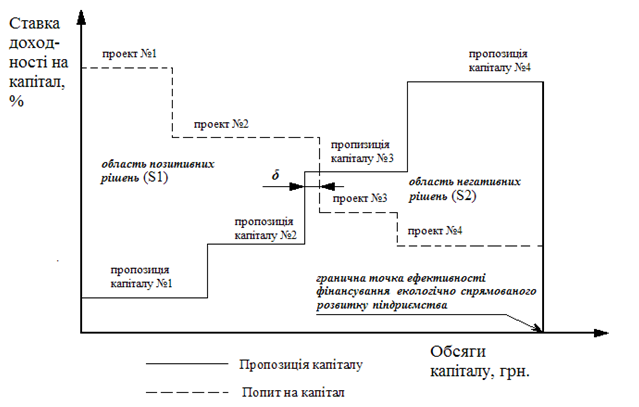 Ставка
доход-
ності на
капітал,
%
проект №1
пропозиція
капіталу №4
проект №2
пропизиція
капіталу №3
область позитивних
рішень (S1)
δ
область негативних
рішень (S2)
проект №3
пропозиція
капіталу №2
проект №4
пропозиція
капіталу №1
гранична точка ефективності
фінансування екологічно спрямованого
розвитку підприємства
Обсяги
капіталу, грн.
Пропозиція капіталу
Попит на капітал